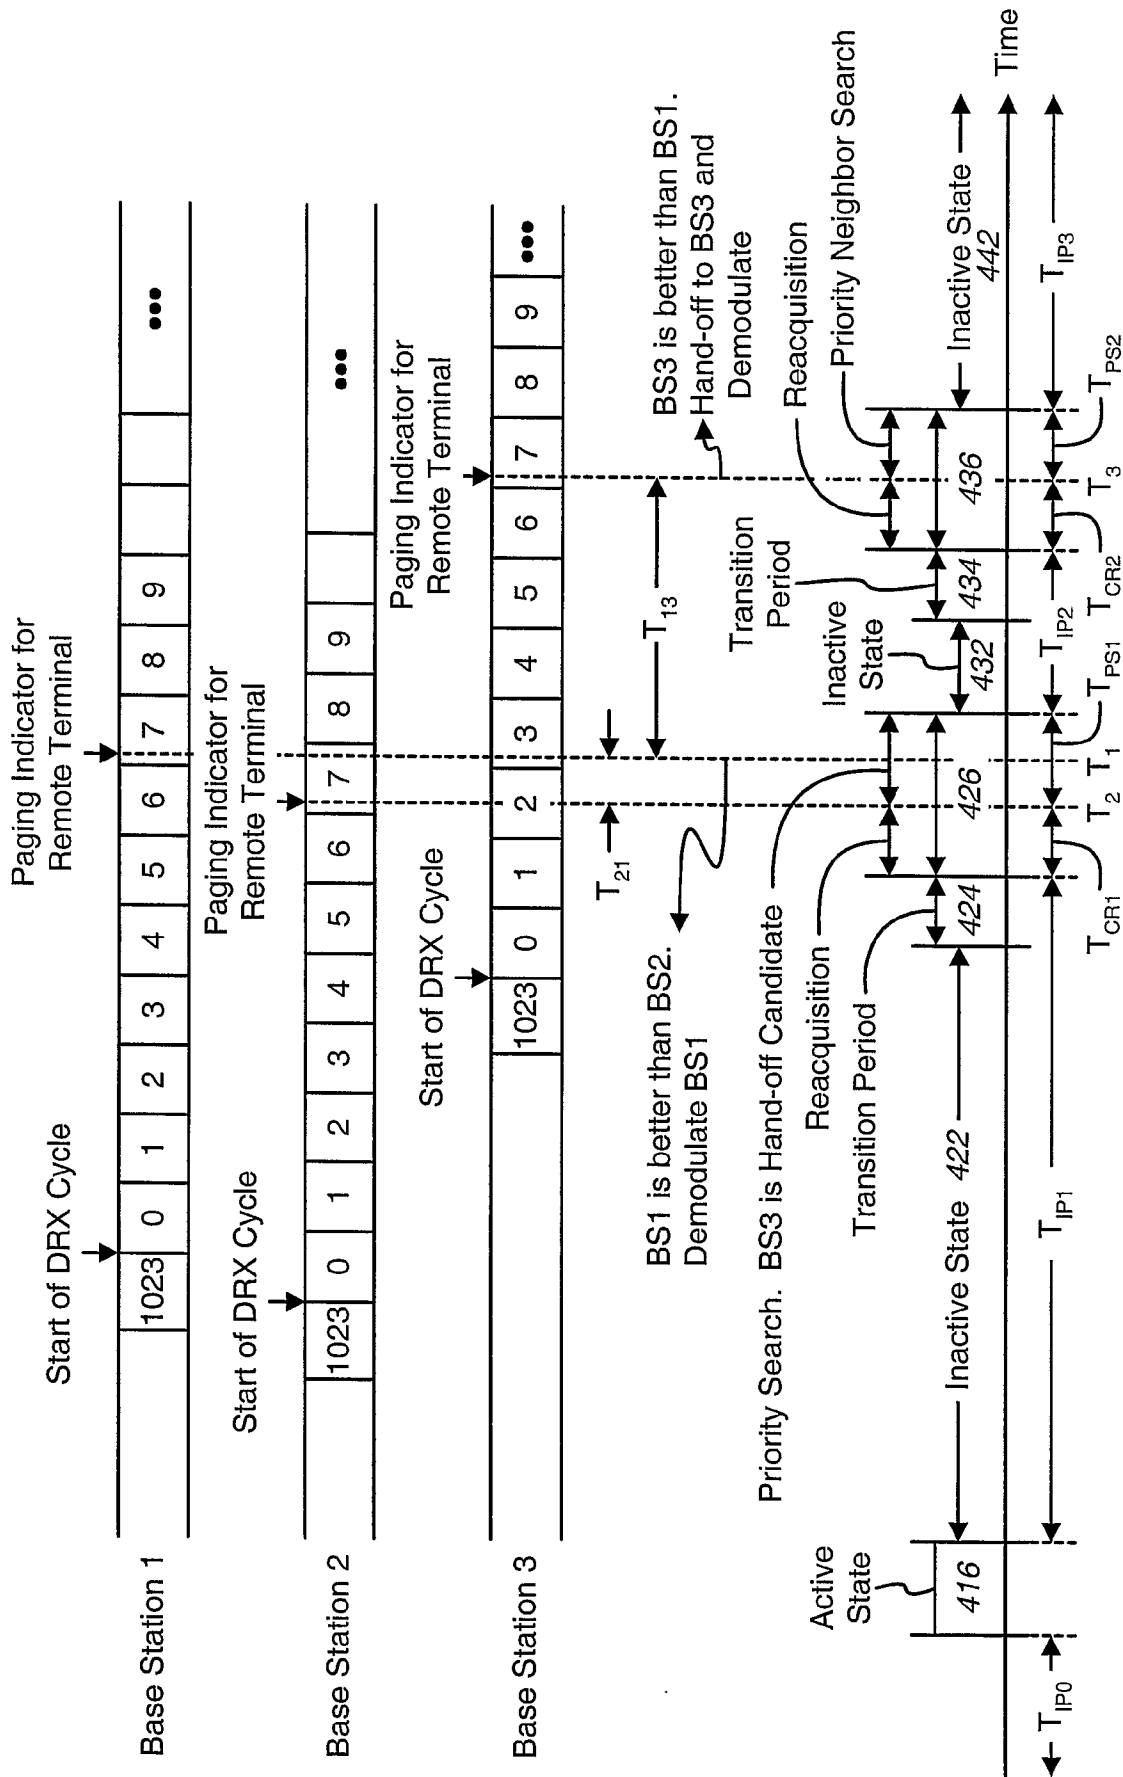 Paging Indicator for
Remote Terminal
Start of DRX Cycle
Base Station 1
1023 0 1 2 3 4 5 6 7 8 9 •••
Paging Indicator for
Remote Terminal
Start of DRX Cycle
Base Station 2
1023 0 1 2 3 4 5 6 7 8 9 •••
Paging Indicator for
Remote Terminal
Start of DRX Cycle
Base Station 3
1023 0 1 2 3 4 5 6 7 8 9 •••
T21
T13
BS1 is better than BS2.
Demodulate BS1
BS3 is better than BS1.
Hand-off to BS3 and
Demodulate
Priority Search. BS3 is Hand-off Candidate
Reacquisition
Transition Period
Transition
Period
Inactive
State
Reacquisition
Priority Neighbor Search
Active
State
416
Inactive State 422
424
426
432
434
436
Inactive State
442
Time
TIP0
TIP1
TCR1
T2
T1
TPS1
TIP2
TCR2
T3
TPS2
TIP3